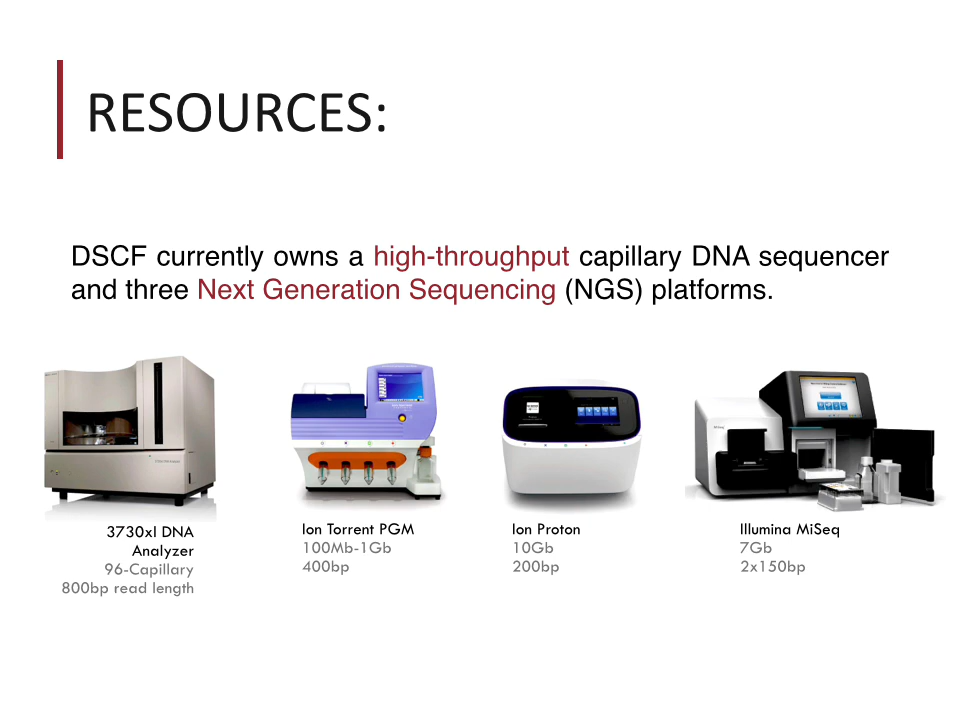 RESOURCES:
DSCF currently owns a high-throughput capillary DNA sequencer
and three Next Generation Sequencing (NGS) platforms.
3730xl DNA
Analyzer
96-Capillary
800bp read length
Ion Torrent PGM
100Mb-1Gb
400bp
Ion Proton
10Gb
200bp
Illumina MiSeq
7Gb
2x150bp